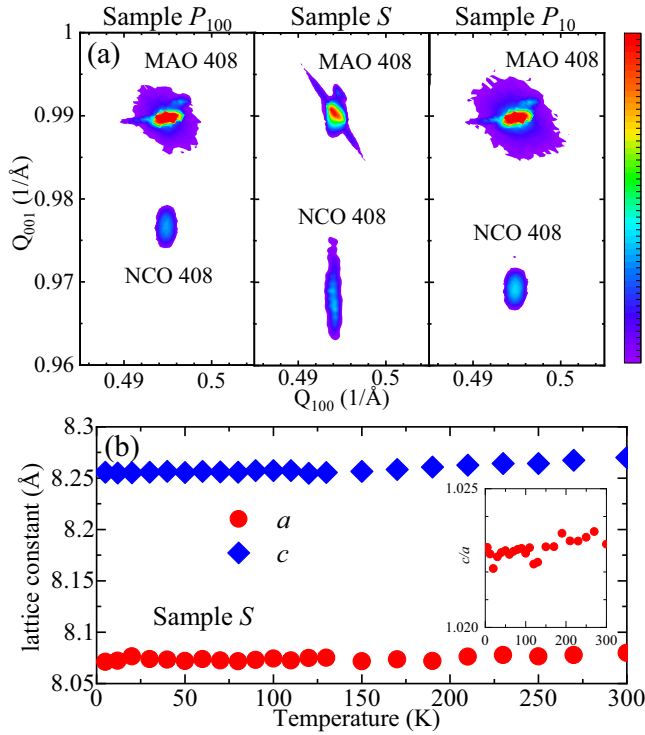 Sample P100 Sample S Sample P10
(a)
MAO 408 MAO 408 MAO 408
NCO 408 NCO 408 NCO 408
1
0.99
0.98
0.97
0.96
Q001 (1/Å)
0.49 0.5 0.49 0.5 0.49 0.5
Q100 (1/Å)
(b)
8.3
8.25
8.2
8.15
8.1
8.05
lattice constant (Å)
a
c
Sample S
1.025
1.020
c/a
0 100 200 300
0 50 100 150 200 250 300
Temperature (K)